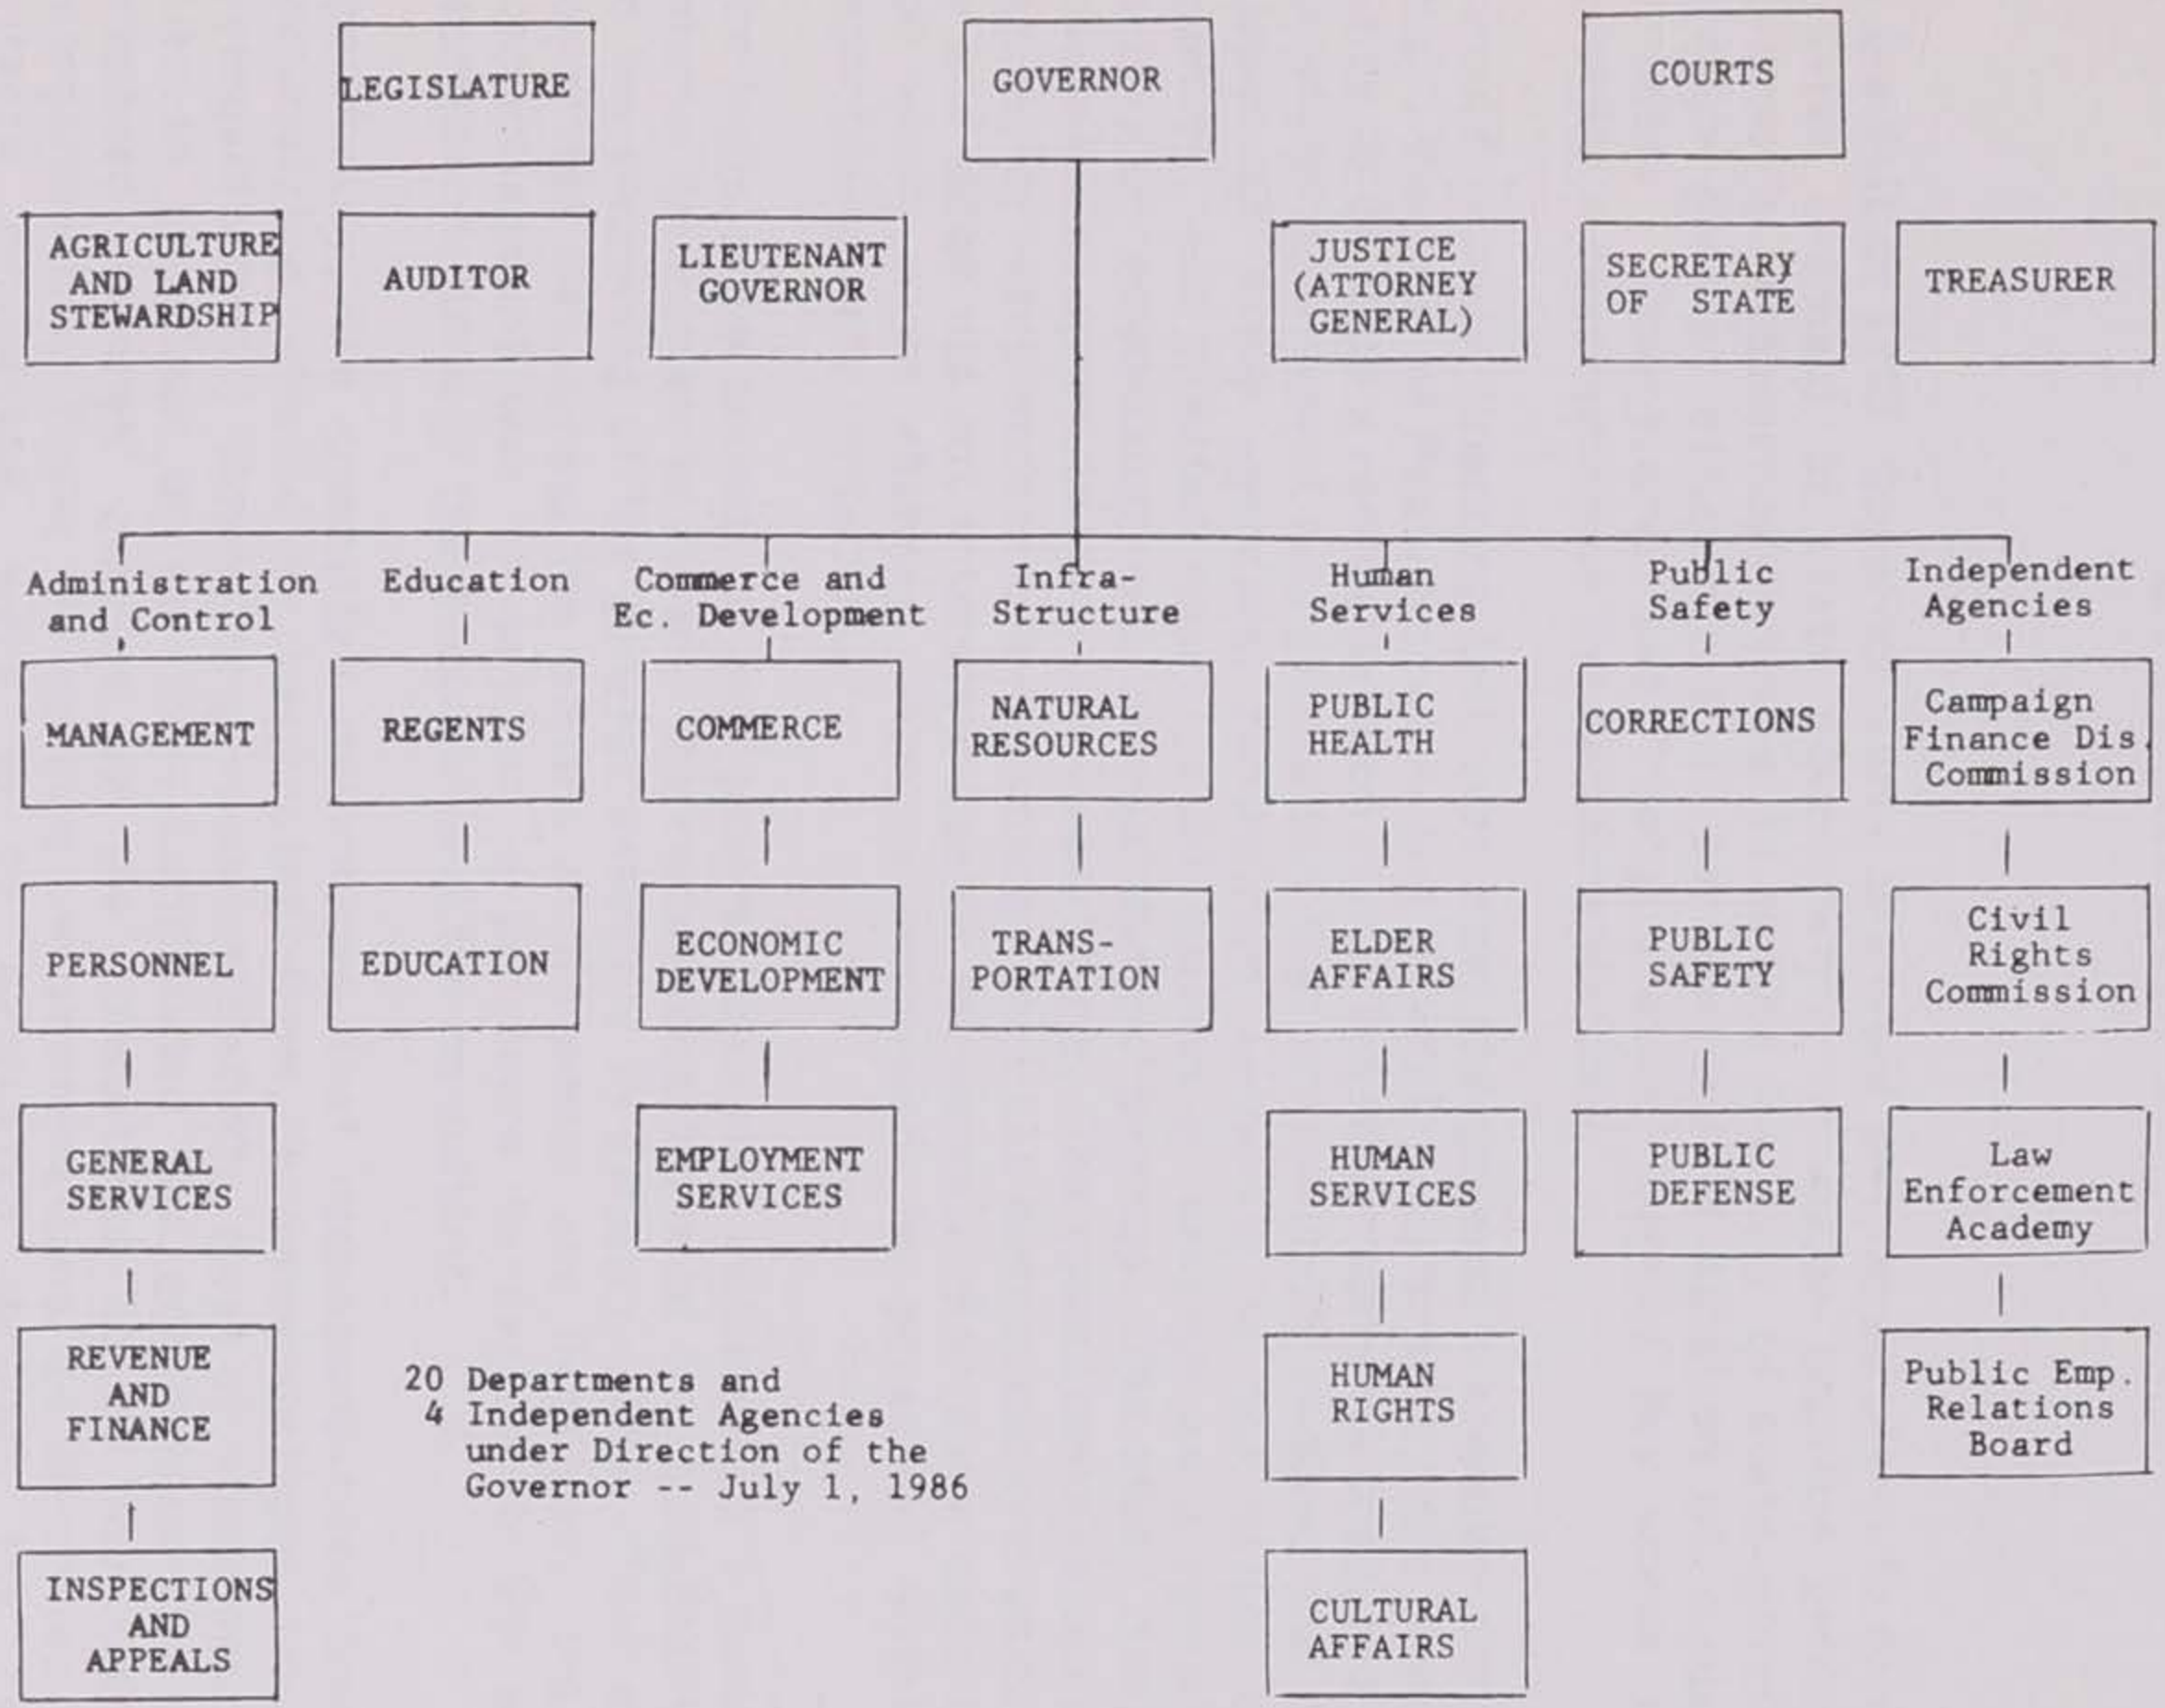 LEGISLATURE
GOVERNOR
COURTS
AGRICULTURE
AND LAND
STEWARDSHIP
AUDITOR
LIEUTENANT
GOVERNOR
JUSTICE
(ATTORNEY
GENERAL)
SECRETARY
OF STATE
TREASURER
Administration
and Control
Education
Commerce and
Ec. Development
Infra-
Structure
Human
Services
Public
Safety
Independent
Agencies
MANAGEMENT
REGENTS
COMMERCE
NATURAL
RESOURCES
PUBLIC
HEALTH
CORRECTIONS
Campaign
Finance Dis.
Commission
PERSONNEL
EDUCATION
ECONOMIC
DEVELOPMENT
TRANS-
PORTATION
ELDER
AFFAIRS
PUBLIC
SAFETY
Civil
Rights
Commission
GENERAL
SERVICES
EMPLOYMENT
SERVICES
HUMAN
SERVICES
PUBLIC
DEFENSE
Law
Enforcement
Academy
REVENUE
AND
FINANCE
20 Departments and
4 Independent Agencies
under Direction of the
Governor -- July 1, 1986
HUMAN
RIGHTS
Public Emp.
Relations
Board
INSPECTIONS
AND
APPEALS
CULTURAL
AFFAIRS